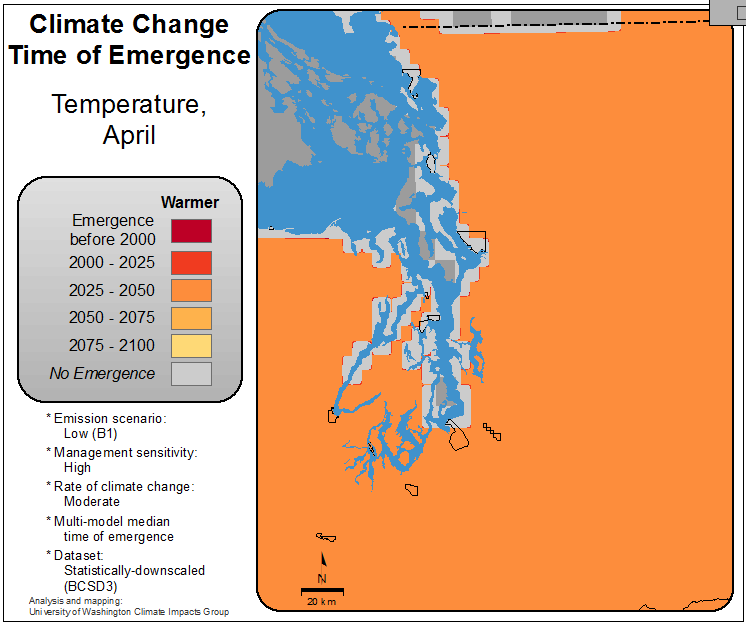 Climate Change
Time of Emergence
Temperature,
April
Warmer
Emergence
before 2000
2000 - 2025
2025 - 2050
2050 - 2075
2075 - 2100
No Emergence
* Emission scenario:
Low (B1)
* Management sensitivity:
High
* Rate of climate change:
Moderate
* Multi-model median
time of emergence
* Dataset:
Statistically-downscaled
(BCSD3)
Analysis and mapping:
University of Washington Climate Impacts Group
N
20 km